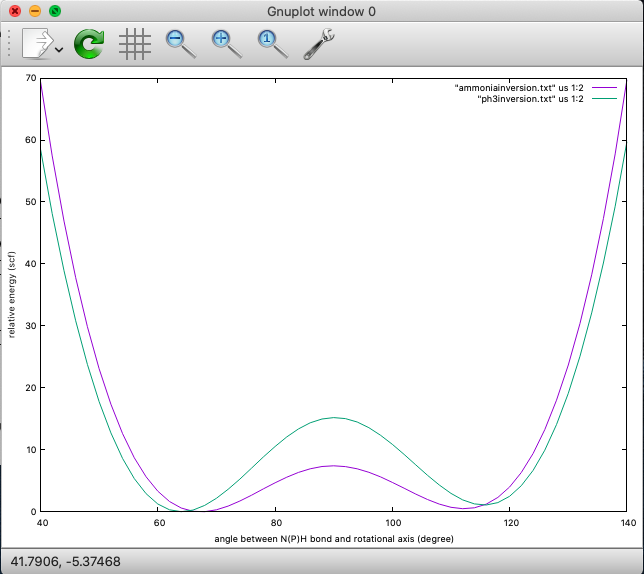 Gnuplot window 0
1
70
60
50
40
30
20
10
0
relative energy (scf)
"ammoniainversion.txt" us 1:2
"ph3inversion.txt" us 1:2
40 60 80 100 120 140
angle between N(P)H bond and rotational axis (degree)
41.7906, -5.37468